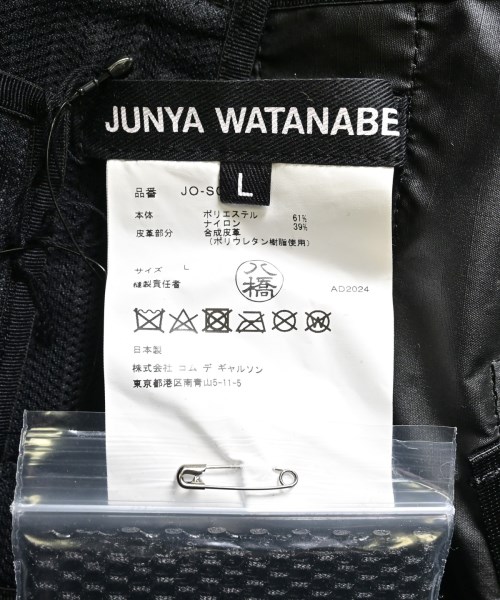 JUNYA WATANABE
L
品番 JO-S
本体 ポリエステル 61%
ナイロン 39%
皮革部分 合成皮革
(ポリウレタン樹脂使用)
サイズ L
縫製責任者 八橋 AD2024
日本製
株式会社 コム デ ギャルソン
東京都港区南青山5-11-5